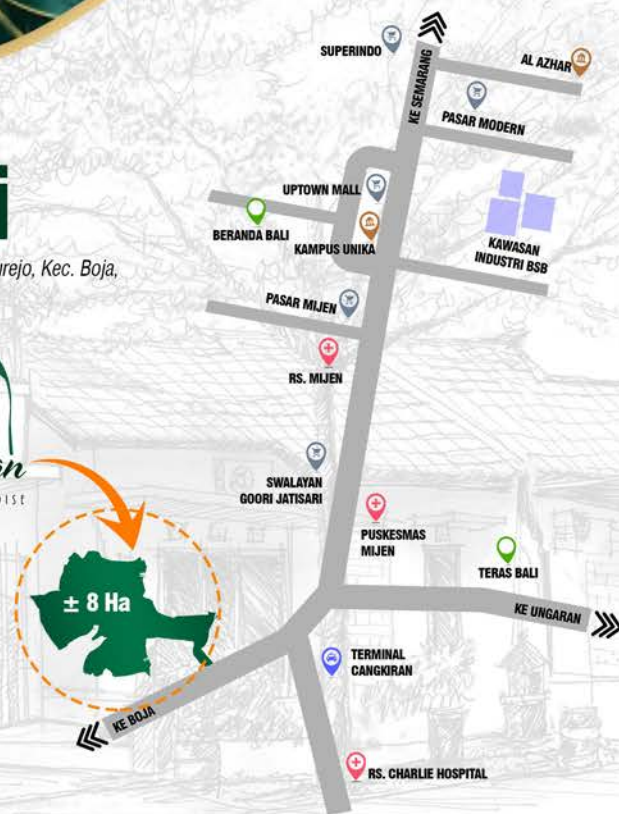 SUPERINDO
KE SEMARANG
AL AZHAR
PASAR MODERN
UPTOWN MALL
BERANDA BALI
KAMPUS UNIKA
KAWASAN
INDUSTRI BSB
Kec. Boja,
PASAR MIJEN
RS. MIJEN
SWALAYAN
GOORI JATISARI
PUSKESMAS
MIJEN
TERAS BALI
± 8 Ha
KE UNGARAN
TERMINAL
CANGKIRAN
KE BOJA
RS. CHARLIE HOSPITAL